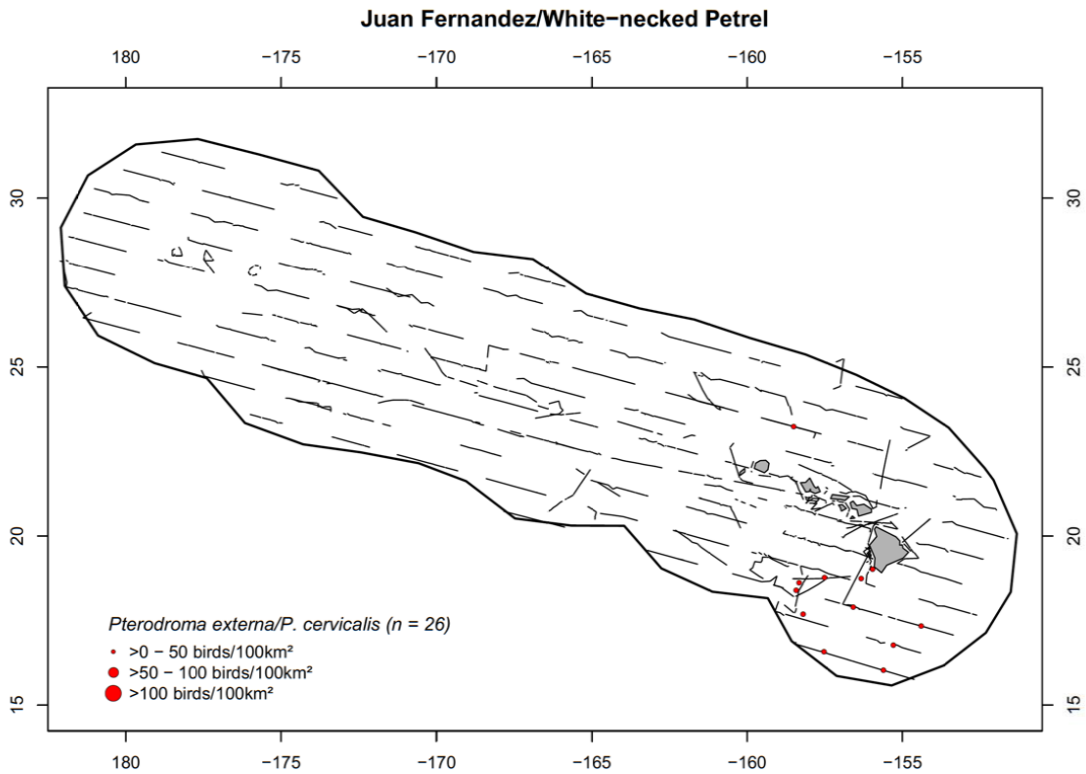 Juan Fernandez/White−necked Petrel
180 −175 −170 −165 −160 −155
30 30
25 25
20 20
15 15
Pterodroma externa/P. cervicalis (n = 26)
>0 − 50 birds/100km²
>50 − 100 birds/100km²
>100 birds/100km²
180 −175 −170 −165 −160 −155